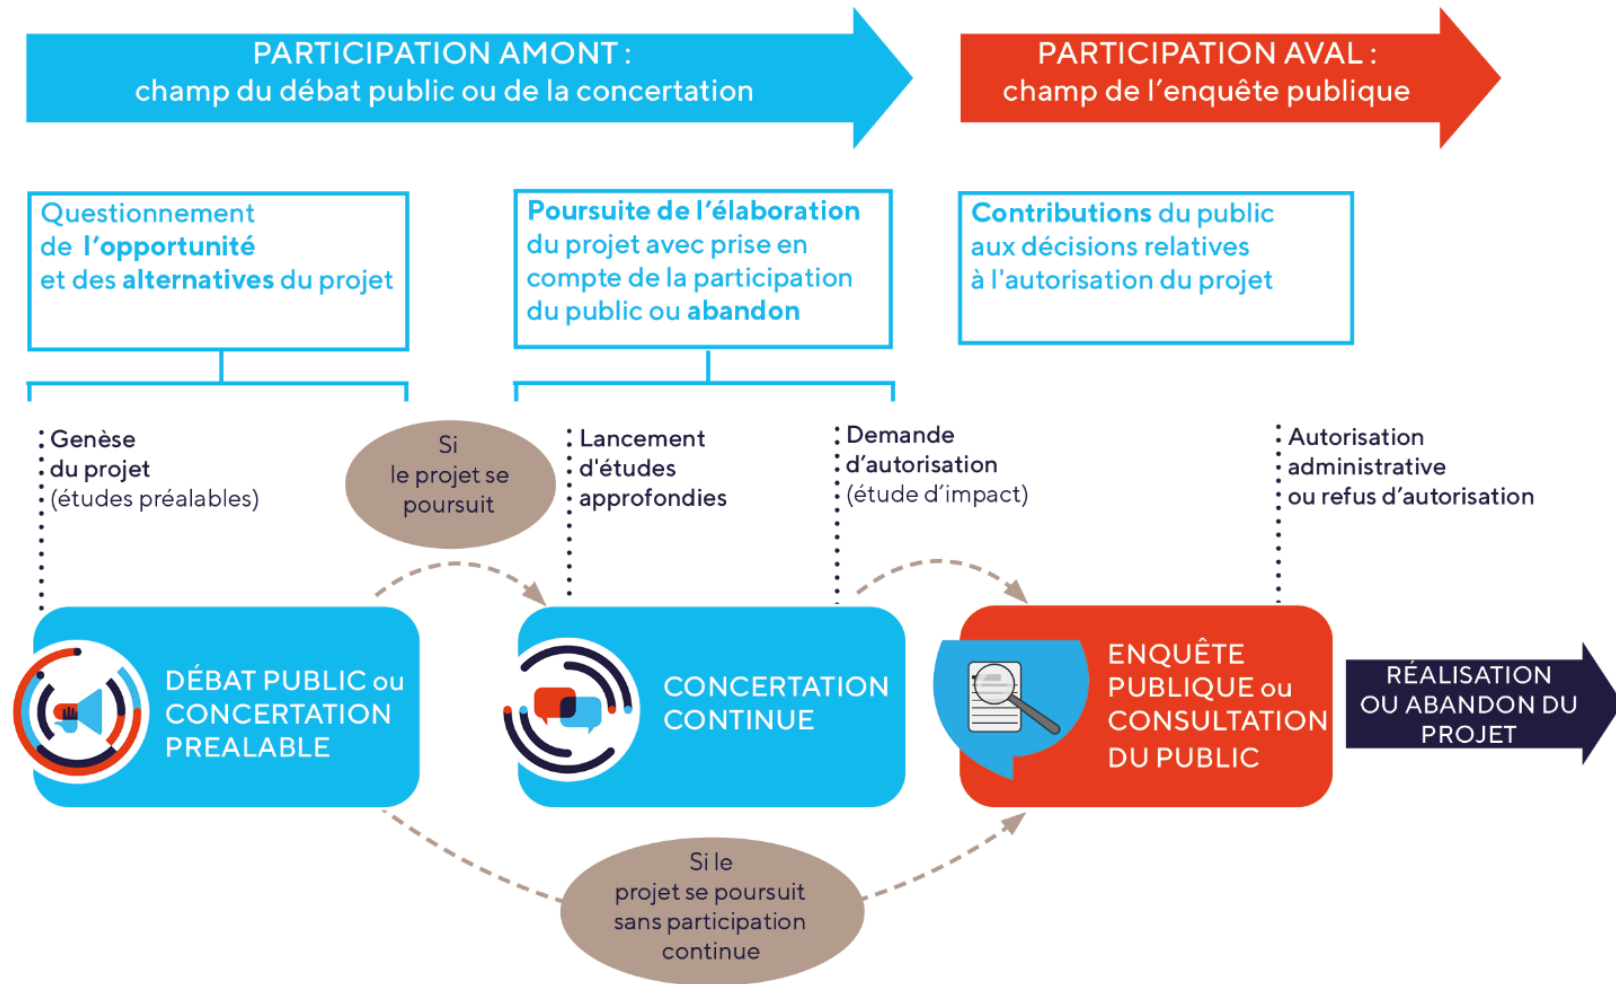 PARTICIPATION AMONT :
champ du débat public ou de la concertation
PARTICIPATION AVAL :
champ de l'enquête publique
Questionnement
de l'opportunité
et des alternatives du projet
Poursuite de l'élaboration
du projet avec prise en
compte de la participation
du public ou abandon
Contributions du public
aux décisions relatives
à l'autorisation du projet
Genèse
du projet
(études préalables)
Si
le projet se
poursuit
Lancement
d'études
approfondies
Demande
d'autorisation
(étude d'impact)
Autorisation
administrative
ou refus d'autorisation
DÉBAT PUBLIC ou
CONCERTATION
PREALABLE
CONCERTATION
CONTINUE
ENQUÊTE
PUBLIQUE ou
CONSULTATION
DU PUBLIC
RÉALISATION
OU ABANDON DU
PROJET
Si le
projet se poursuit
sans participation
continue